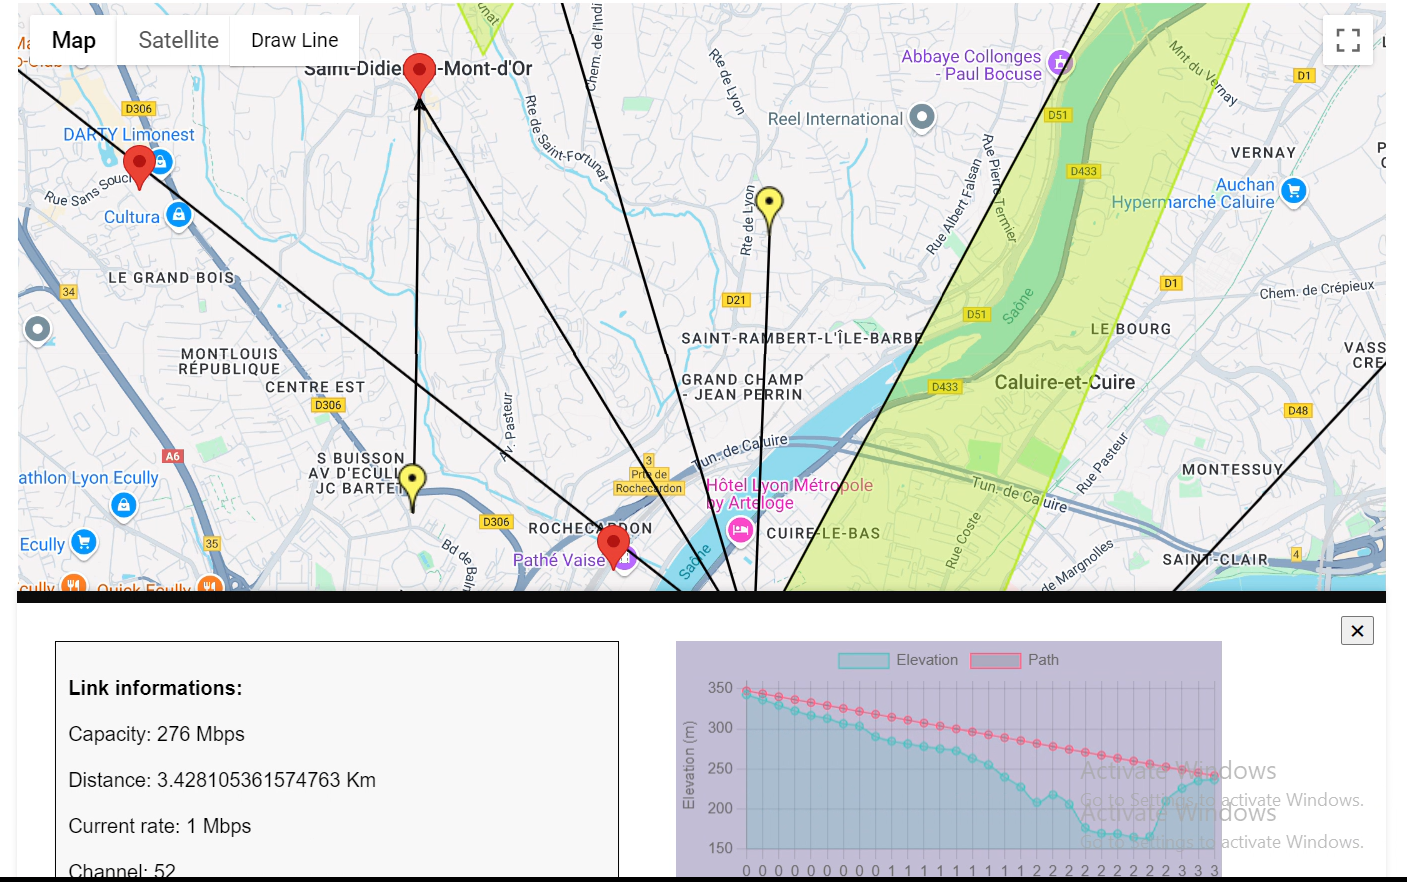 Map
Satellite
Draw Line
Saint-Didie
-Mont-d'Or
Chem. de l'Indi
Rte de Lyon
Abbaye Collonges
- Paul Bocuse
Mnt du Vernay
D1
D306
DARTY Limonest
Rue Sans Souci
Cultura
Rte de Saint-Fortunat
Reel International
D51
VERNAY
D433
Auchan
Hypermarché Caluire
Rue Pierre Termier
Rue Albert Falsan
Rte de Lyon
LE GRAND BOIS
34
D21
D1
Chem. de Crépieux
Saône
D51
LE BOURG
SAINT-RAMBERT-L'ÎLE-BARBE
MONTLOUIS
RÉPUBLIQUE
CENTRE EST
GRAND CHAMP
- JEAN PERRIN
D433
Caluire-et-Cuire
VASS
CRE
D306
D48
Av. Pasteur
Tun. de Caluire
S BUISSON
AV D'ECULL
JC BARTET
A6
3
Prte de
Rochecardon
athlon Lyon Ecully
Hôtel Lyon Métropole
by Arteloge
Tun. de Caluire
Rue Pasteur
MONTESSUY
D306
ROCHECARDON
CUIRE-LE-BAS
Rue Coste
Ecully
35
Bd de Bal
Pathé Vaise
Saône
de Margnolles
SAINT-CLAIR
4
cully
Quick Ecully
×
Link informations:
Capacity: 276 Mbps
Distance: 3.428105361574763 Km
Current rate: 1 Mbps
Channel: 52
Elevation
Path
Elevation (m)
350
300
250
200
150
0 0 0 0 0 0 0 0 0 1 1 1 1 1 1 1 1 1 2 2 2 2 2 2 2 2 2 3 3 3
Activate Windows
Go to Settings to activate Windows.
Activate Windows
Go to Settings to activate Windows.